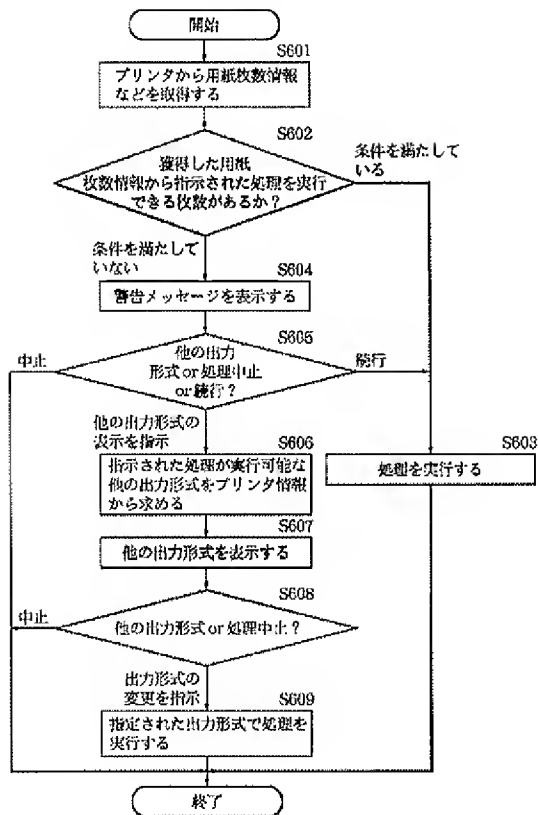 開始
S601
プリンタから用紙枚数情報
などを取得する
S602
獲得した用紙
枚数情報から指示された処理を実行
できる枚数があるか？
条件を満たして
いる
条件を満たして
いない
S604
警告メッセージを表示する
S605
他の出力
形式or処理中止
or続行？
中止
続行
他の出力形式の
表示を指示
S606
指示された処理が実行可能な
他の出力形式をプリンタ情報
から求める
S603
処理を実行する
S607
他の出力形式を表示する
S608
他の出力形式or処理中止？
中止
出力形式の
変更を指示
S609
指定された出力形式で処理を
実行する
終了